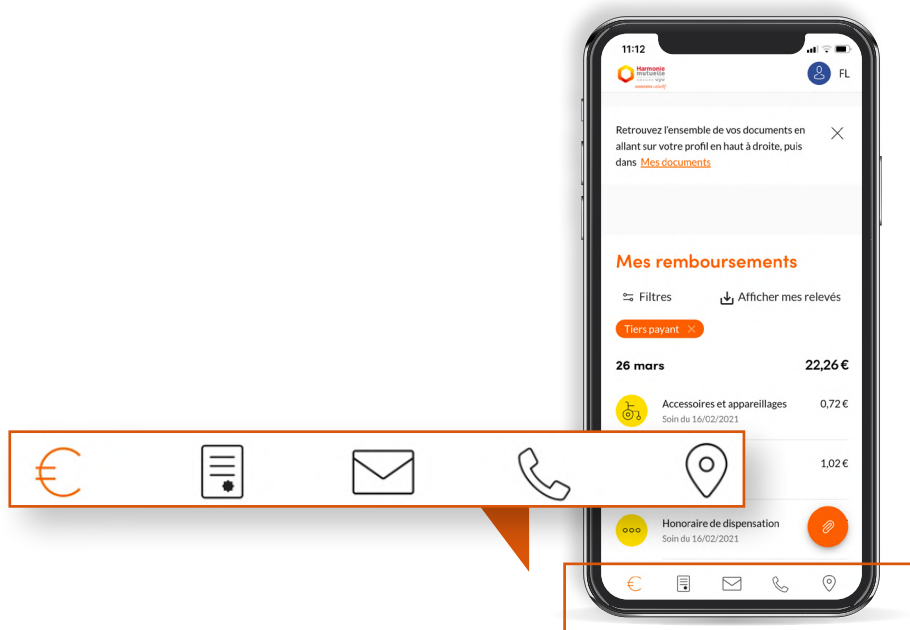 11:12
Harmonie
mutuelle
FL
Retrouvez l'ensemble de vos documents en
allant sur votre profil en haut à droite, puis
dans Mes documents
Mes remboursements
Filtres
Afficher mes relevés
Tiers payant
26 mars
22,26 €
Accessoires et appareillages
0,72 €
Soin du 16/02/2021
1,02 €
Honoraire de dispensation
Soin du 16/02/2021